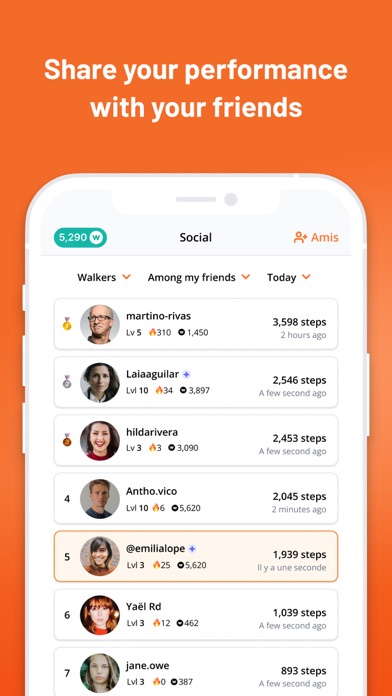 Share your performance
with your friends
5,290 W
Social
Amis
Walkers
Among my friends
Today
martino-rivas
Lv 5 310 1,450
3,598 steps
2 hours ago
Laiaaguilar
Lvl 10 34 3,897
2,546 steps
A few second ago
hildarivera
Lv 3 3 3,090
2,453 steps
A few second ago
4
Antho.vico
Lvl 10 6 5,620
2,045 steps
2 minutes ago
5
@emilialope
Lvl 3 25 5,620
1,939 steps
Il y a une seconde
6
Yaël Rd
Lvl 3 12 462
1,039 steps
A few second ago
7
jane.owe
Lvl 3 0 387
893 steps
A few second ago